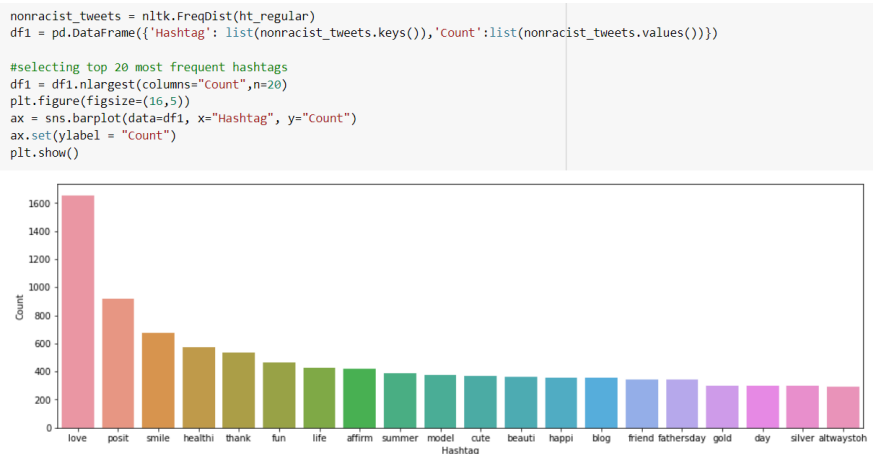 nonracist_tweets = nltk.FreqDist(ht_regular)
df1 = pd.DataFrame({'Hashtag': list(nonracist_tweets.keys()),'Count':list(nonracist_tweets.values())})
#selecting top 20 most frequent hashtags
df1 = df1.nlargest(columns="Count",n=20)
plt.figure(figsize=(16,5))
ax = sns.barplot(data=df1, x="Hashtag", y="Count")
ax.set(ylabel = "Count")
plt.show()
1600
1400
1200
1000
800
600
400
200
0
Count
love posit smile healthi thank fun life affirm summer model cute beauti happi blog friend fathersday gold day silver altwaystoh
Hashtag